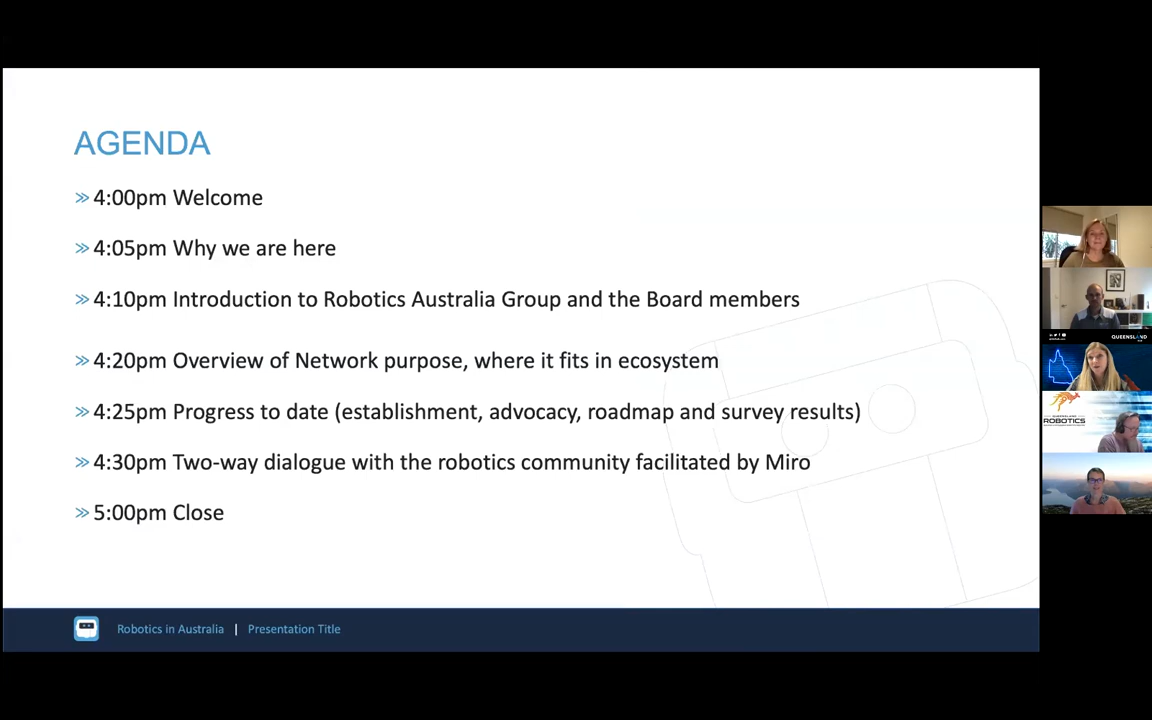 AGENDA
» 4:00pm Welcome
» 4:05pm Why we are here
» 4:10pm Introduction to Robotics Australia Group and the Board members
» 4:20pm Overview of Network purpose, where it fits in ecosystem
» 4:25pm Progress to date (establishment, advocacy, roadmap and survey results)
» 4:30pm Two-way dialogue with the robotics community facilitated by Miro
» 5:00pm Close
Robotics in Australia | Presentation Title
QUEENSLAND
ROBOTICS